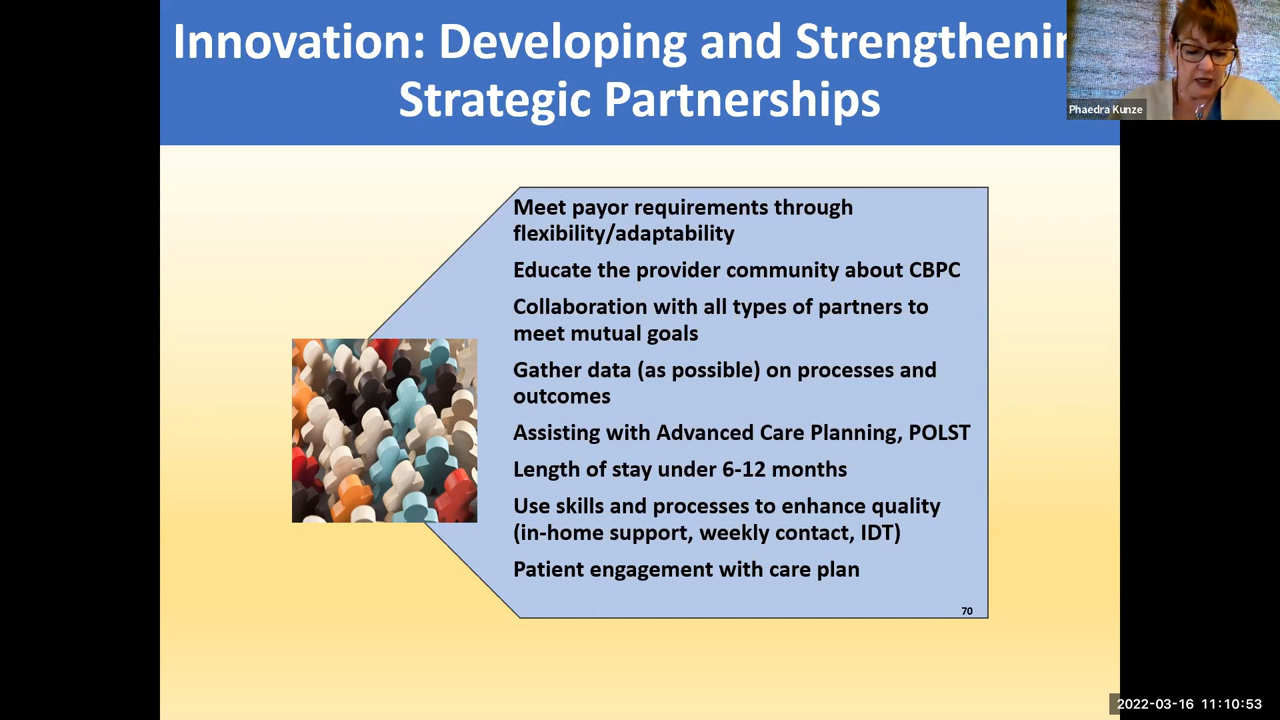 Innovation: Developing and Strengthenin
Strategic Partnerships
Phaedra Kunze
Meet payor requirements through
flexibility/adaptability
Educate the provider community about CBPC
Collaboration with all types of partners to
meet mutual goals
Gather data (as possible) on processes and
outcomes
Assisting with Advanced Care Planning, POLST
Length of stay under 6-12 months
Use skills and processes to enhance quality
(in-home support, weekly contact, IDT)
Patient engagement with care plan
70
2022-03-16 11:10:53